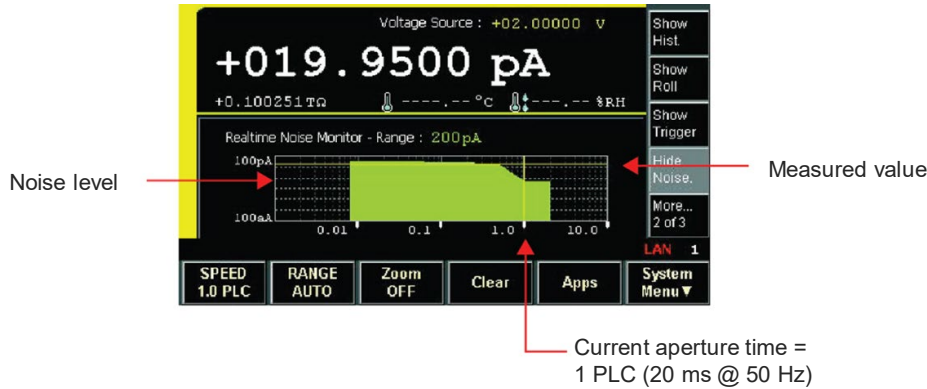 Voltage Source : +02.00000 V
+019.9500 pA
+0.100251TΩ ----.-- °C ---.-- %RH
Show
Hist.
Show
Roll
Show
Trigger
Hide
Noise.
More...
2 of 3
Realtime Noise Monitor - Range : 200pA
100pA
100aA
0.01 0.1 1.0 10.0
LAN 1
SPEED
1.0 PLC
RANGE
AUTO
Zoom
OFF
Clear
Apps
System
Menu▼
Noise level
Measured value
Current aperture time =
1 PLC (20 ms @ 50 Hz)